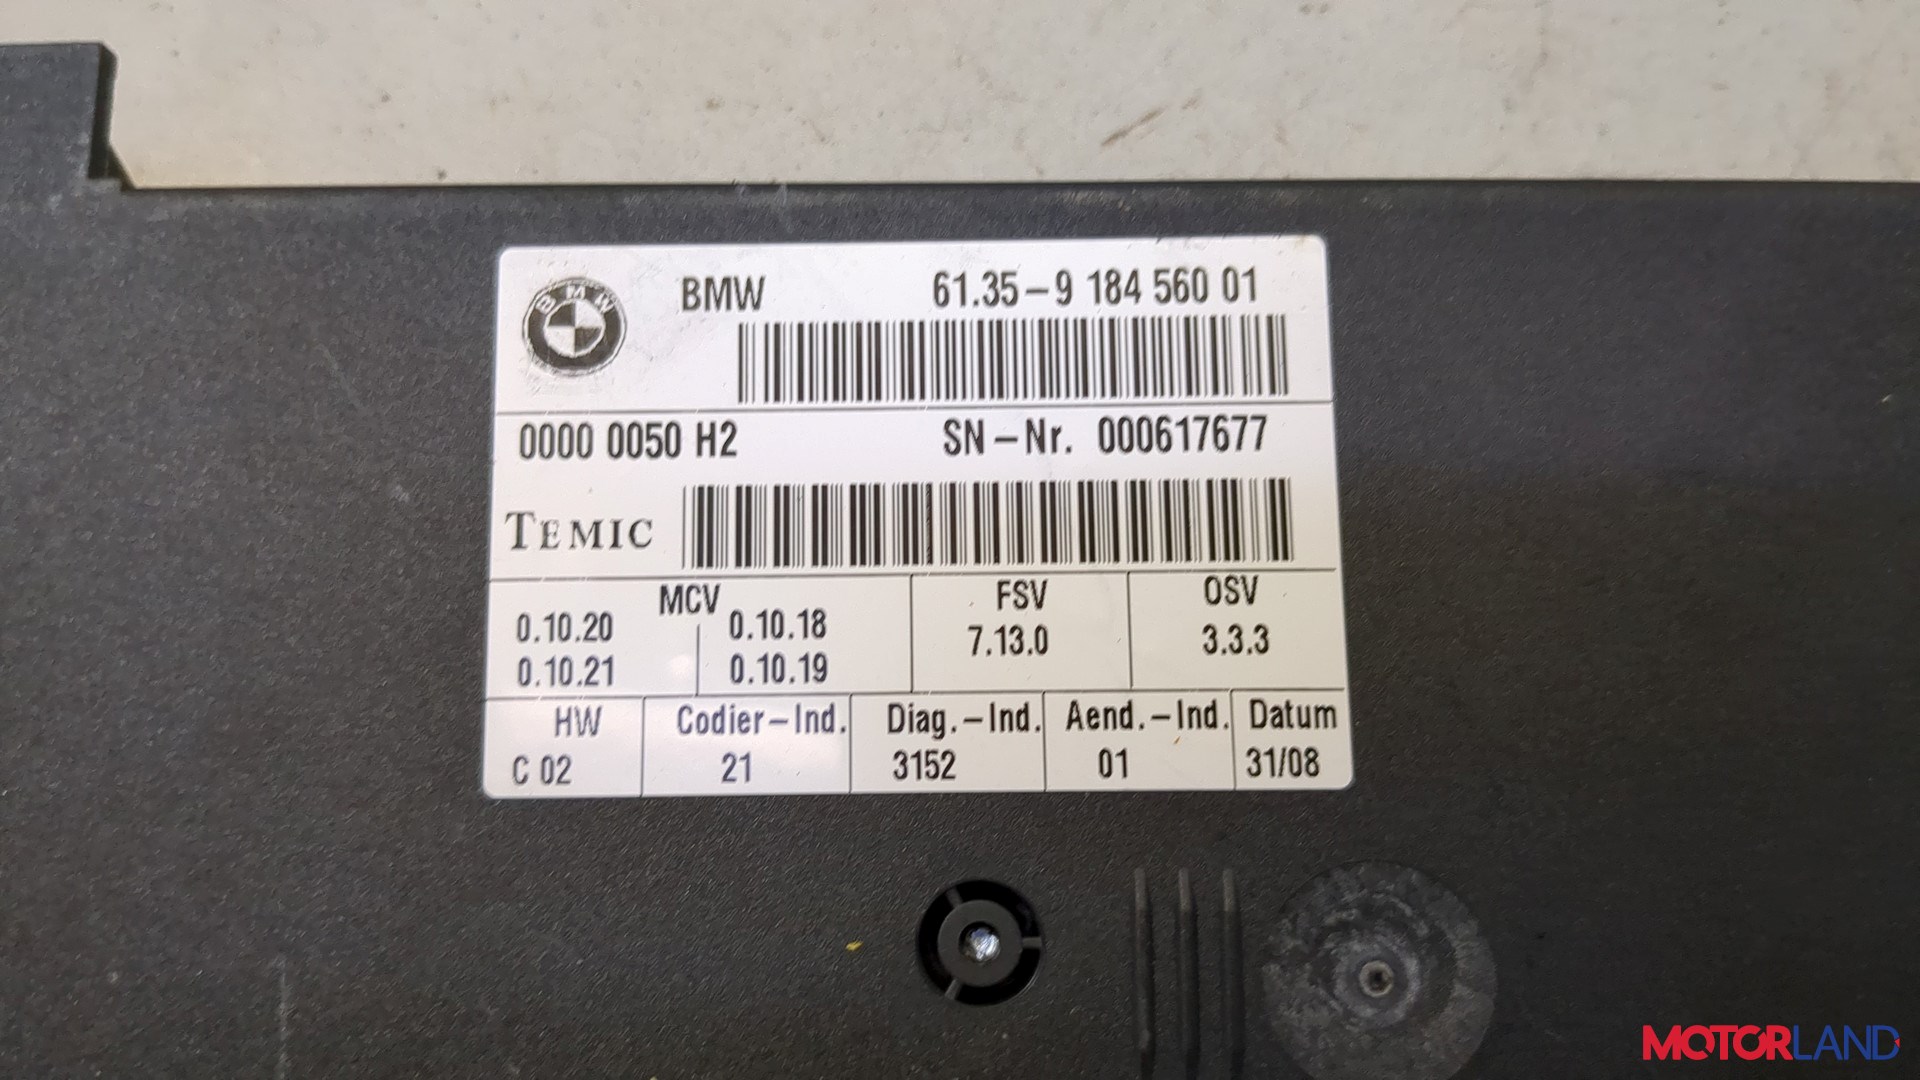 BMW
BMW 61.35-9 184 560 01
0000 0050 H2 SN-Nr. 000617677
TEMIC
MCV FSV OSV
0.10.20 0.10.18 7.13.0 3.3.3
0.10.21 0.10.19
HW Codier-Ind. Diag.-Ind. Aend.-Ind. Datum
C 02 21 3152 01 31/08
MOTORLAND